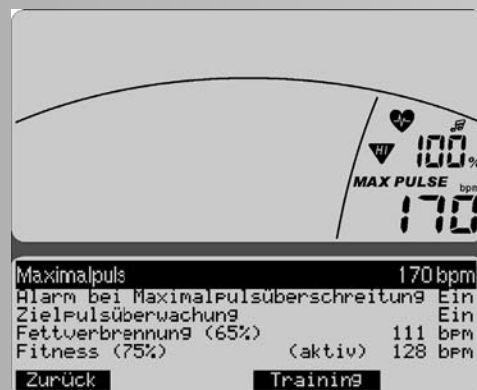 HI
100%
MAX PULSE bpm
170
Maximalpuls 170 bpm
Alarm bei Maximalpulsüberschreitung Ein
Zielpulsüberwachung Ein
Fettverbrennung (65%) 111 bpm
Fitness (75%) (aktiv) 128 bpm
Zurück Training